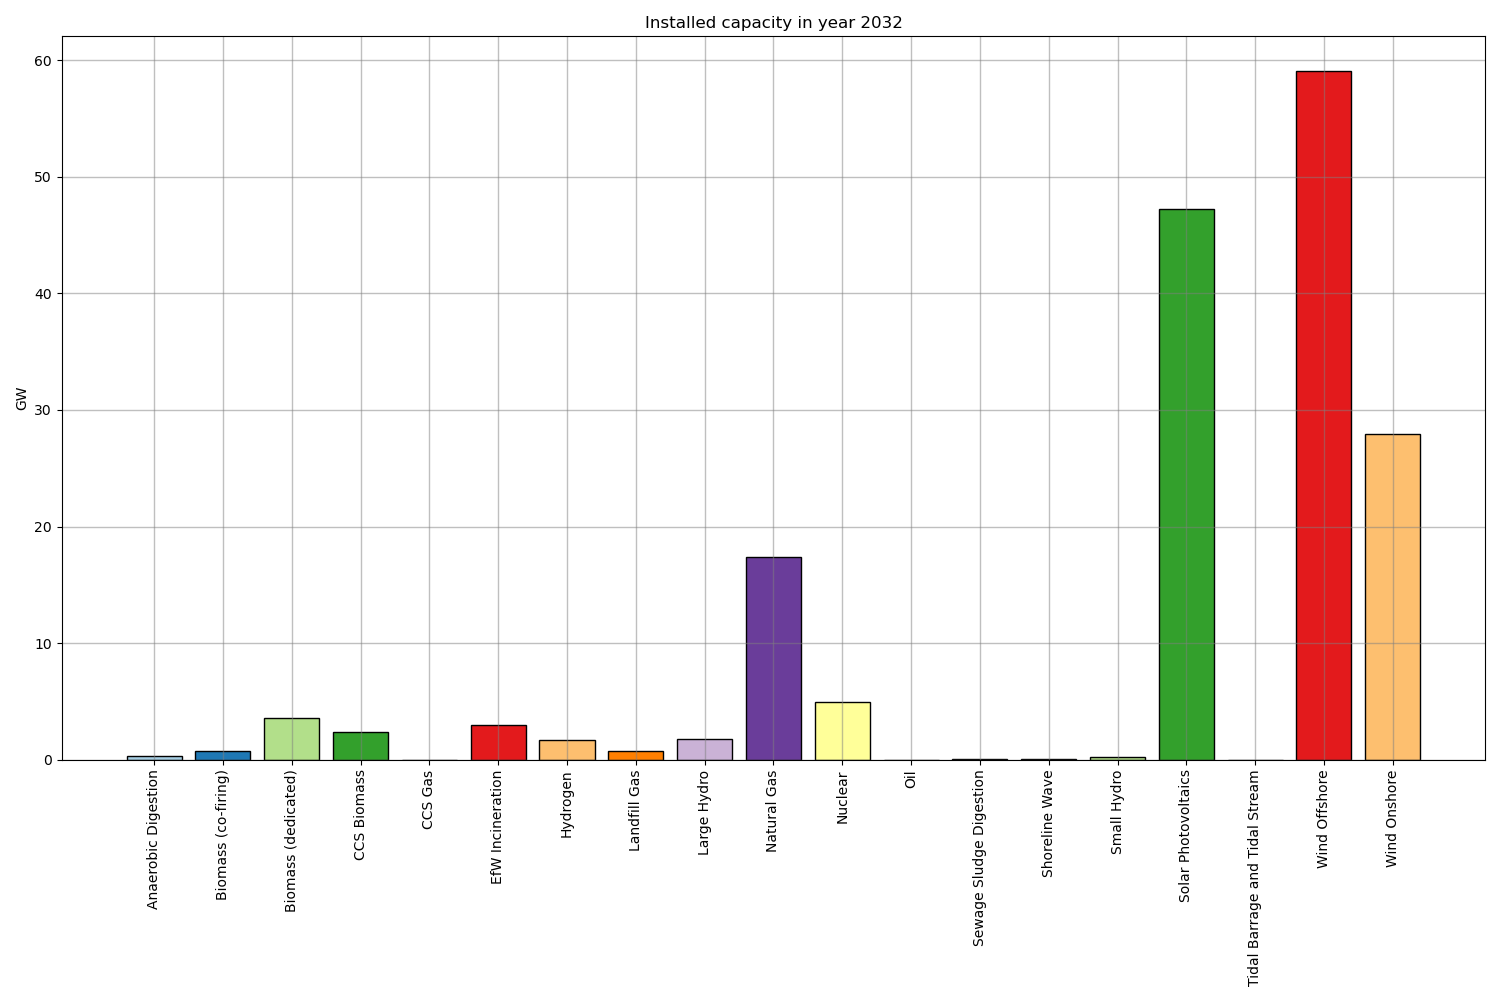 Installed capacity in year 2032
GW
60
50
40
30
20
10
0
Anaerobic Digestion
Biomass (co-firing)
Biomass (dedicated)
CCS Biomass
CCS Gas
EfW Incineration
Hydrogen
Landfill Gas
Large Hydro
Natural Gas
Nuclear
Oil
Sewage Sludge Digestion
Shoreline Wave
Small Hydro
Solar Photovoltaics
Tidal Barrage and Tidal Stream
Wind Offshore
Wind Onshore